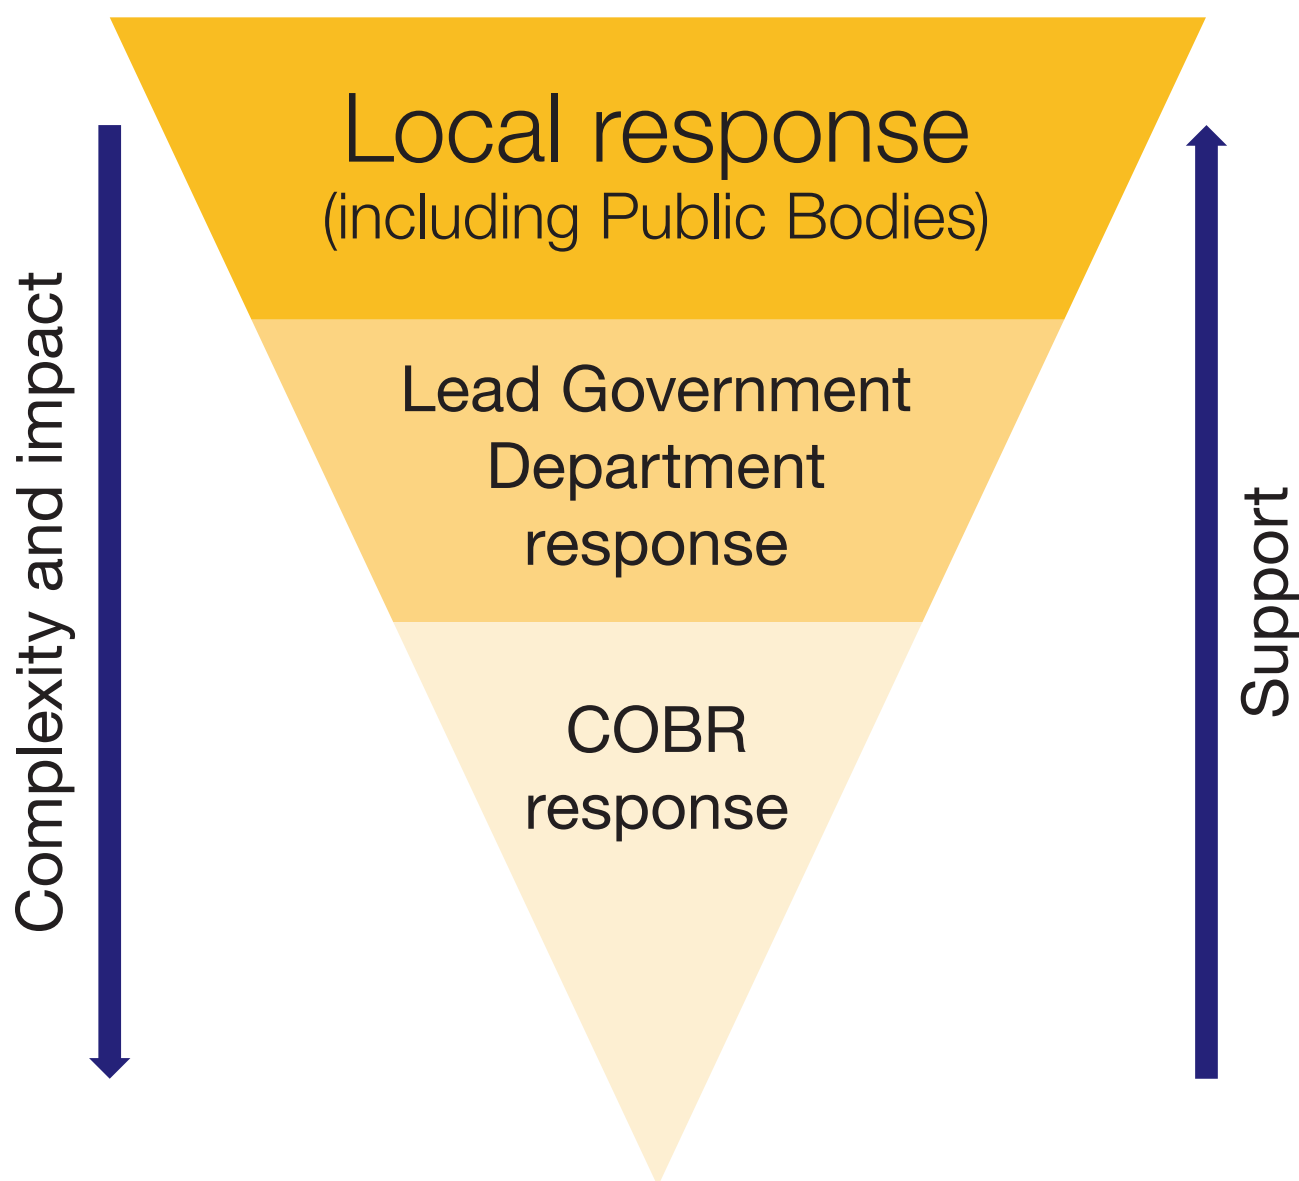 Local response
(including Public Bodies)
Lead Government
Department
response
COBR
response
Complexity and impact
Support